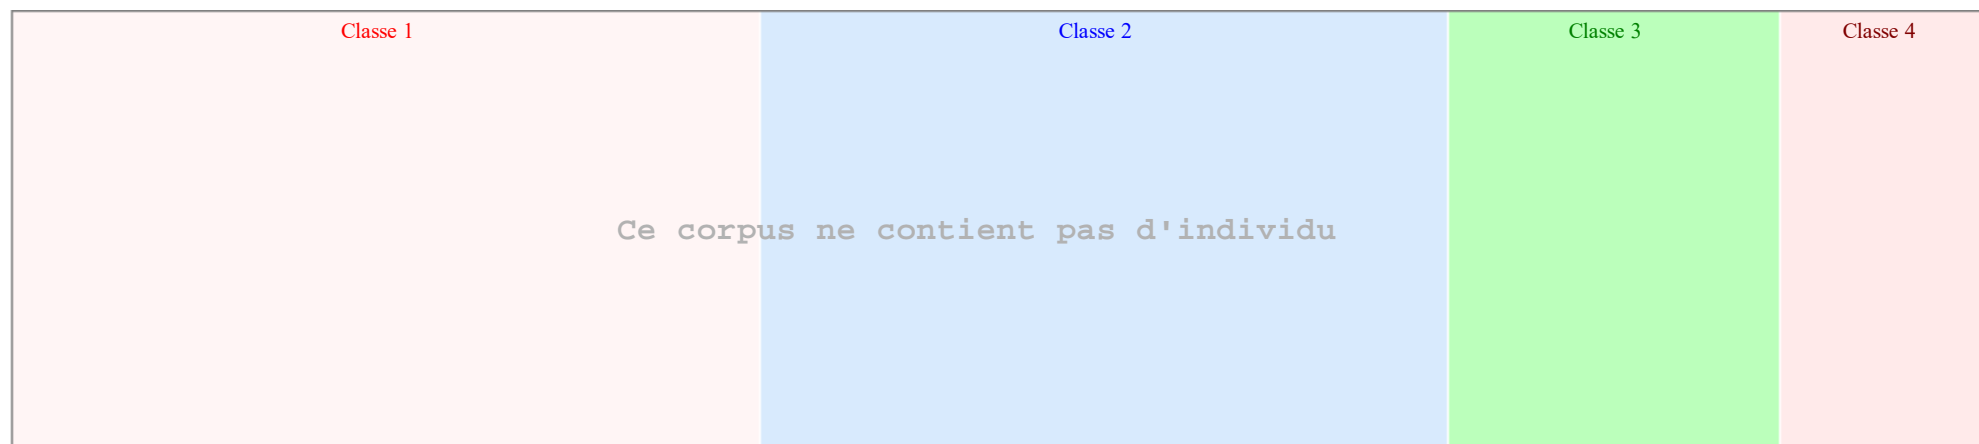 Classe 1 Classe 2 Classe 3 Classe 4
Ce corpus ne contient pas d'individu